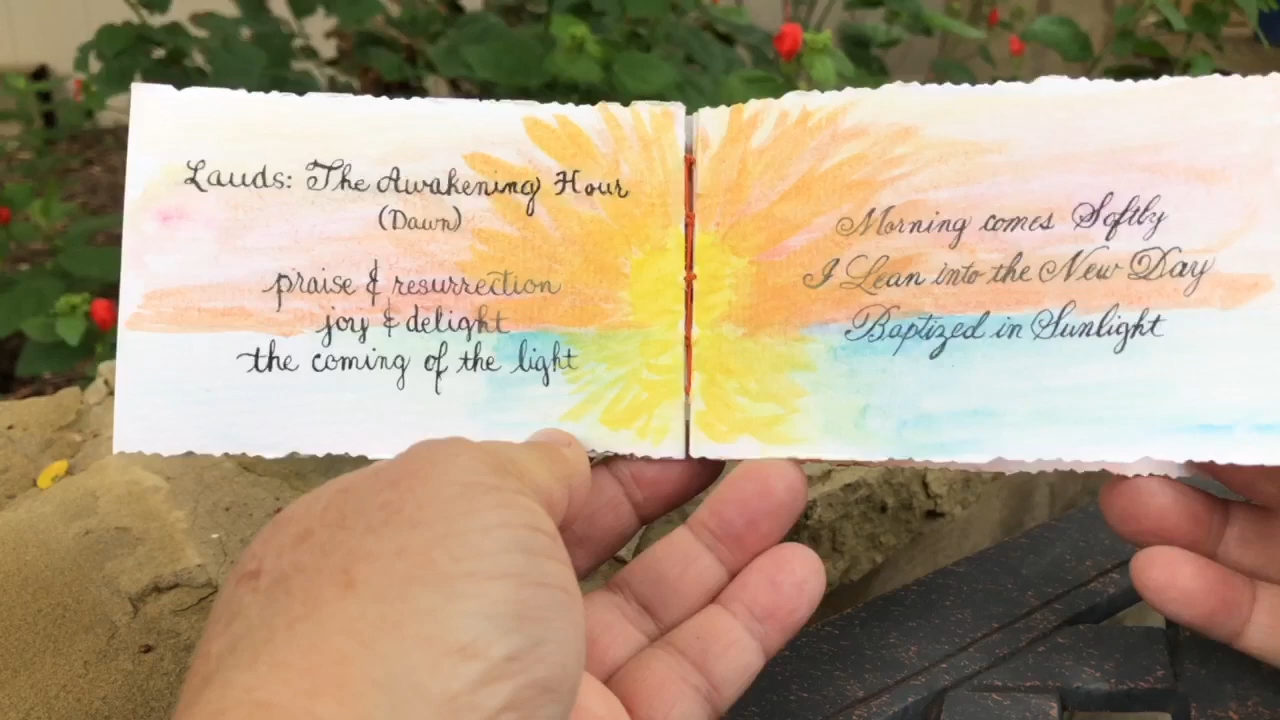 Lauds: The Awakening Hour
(Dawn)
praise & resurrection
joy & delight
the coming of the light
Morning comes Softly
I Lean into the New Day
Baptized in Sunlight